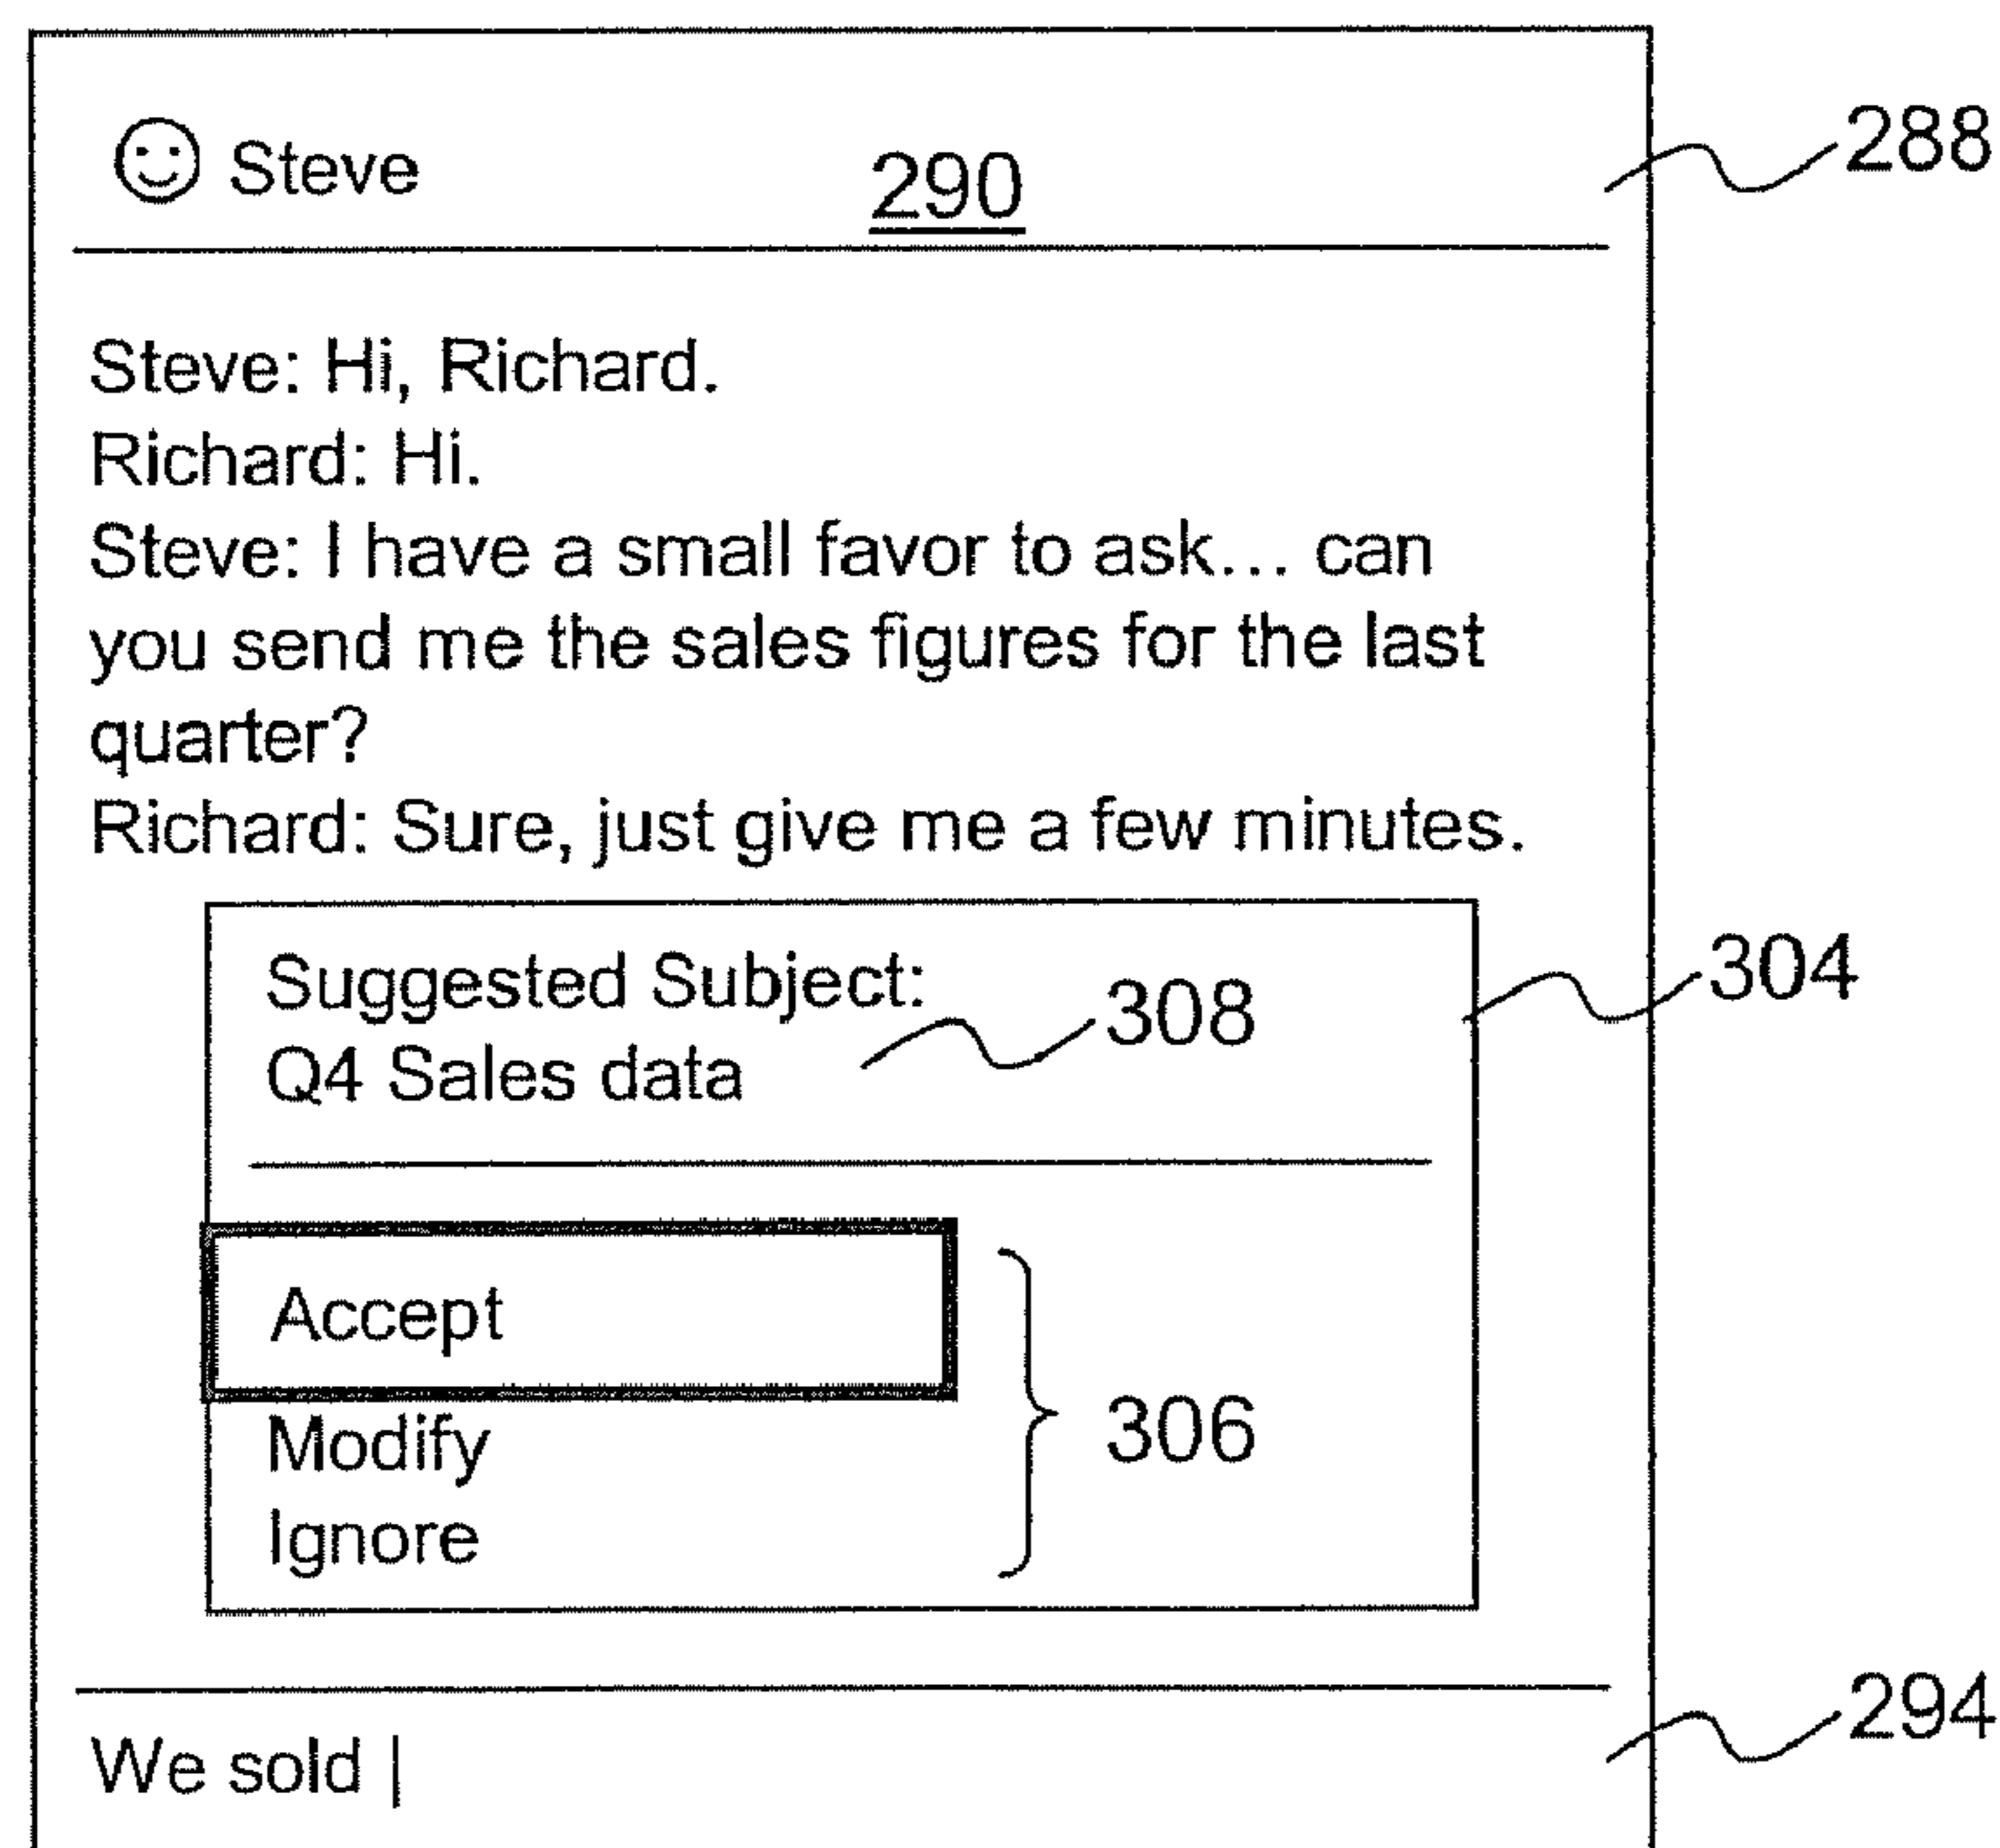 Steve 290 288
Steve: Hi, Richard.
Richard: Hi.
Steve: I have a small favor to ask... can
you send me the sales figures for the last
quarter?
Richard: Sure, just give me a few minutes.
Suggested Subject:
308 304
Q4 Sales data
Accept
306
Modify
Ignore
294
We sold |